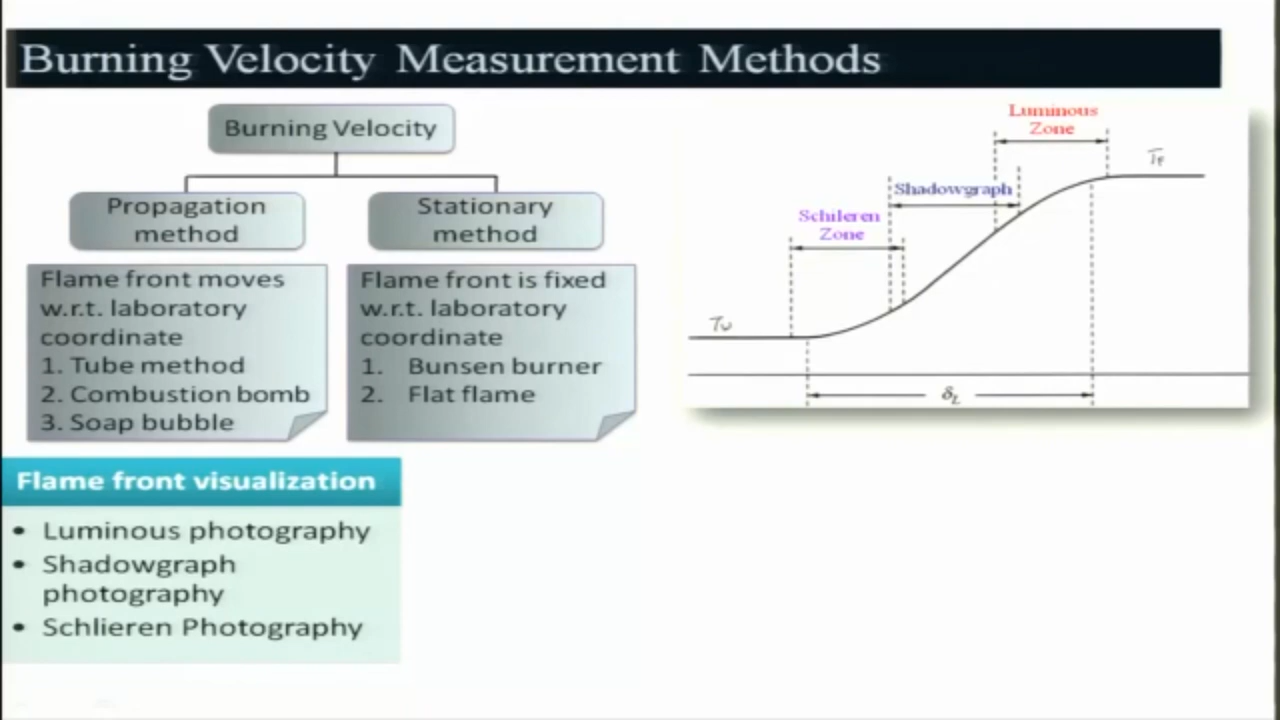 Burning Velocity Measurement Methods
Burning Velocity
Propagation
method
Stationary
method
Flame front moves
w.r.t. laboratory
coordinate
1. Tube method
2. Combustion bomb
3. Soap bubble
Flame front is fixed
w.r.t. laboratory
coordinate
1. Bunsen burner
2. Flat flame
Luminous
Zone
Shadowgraph
Schileren
Zone
Tu
TF
δL
Flame front visualization
• Luminous photography
• Shadowgraph
photography
• Schlieren Photography